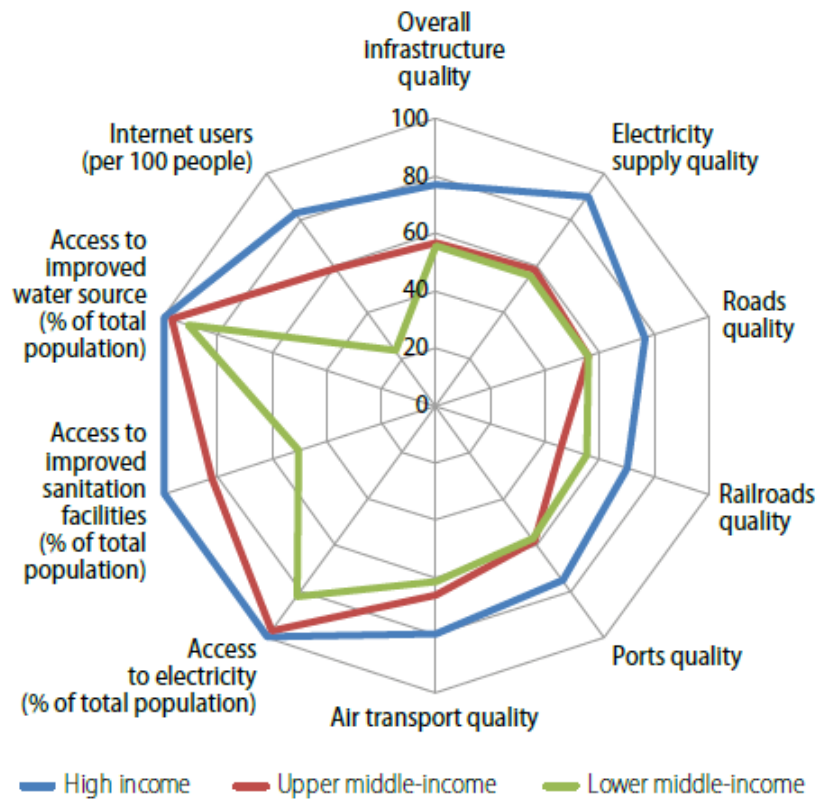 Overall
infrastructure
quality
Internet users
(per 100 people)
Electricity
supply quality
100
80
60
40
20
0
Access to
improved
water source
(% of total
population)
Roads
quality
Access to
improved
sanitation
facilities
(% of total
population)
Railroads
quality
Access
to electricity
(% of total population)
Ports quality
Air transport quality
High income
Upper middle-income
Lower middle-income